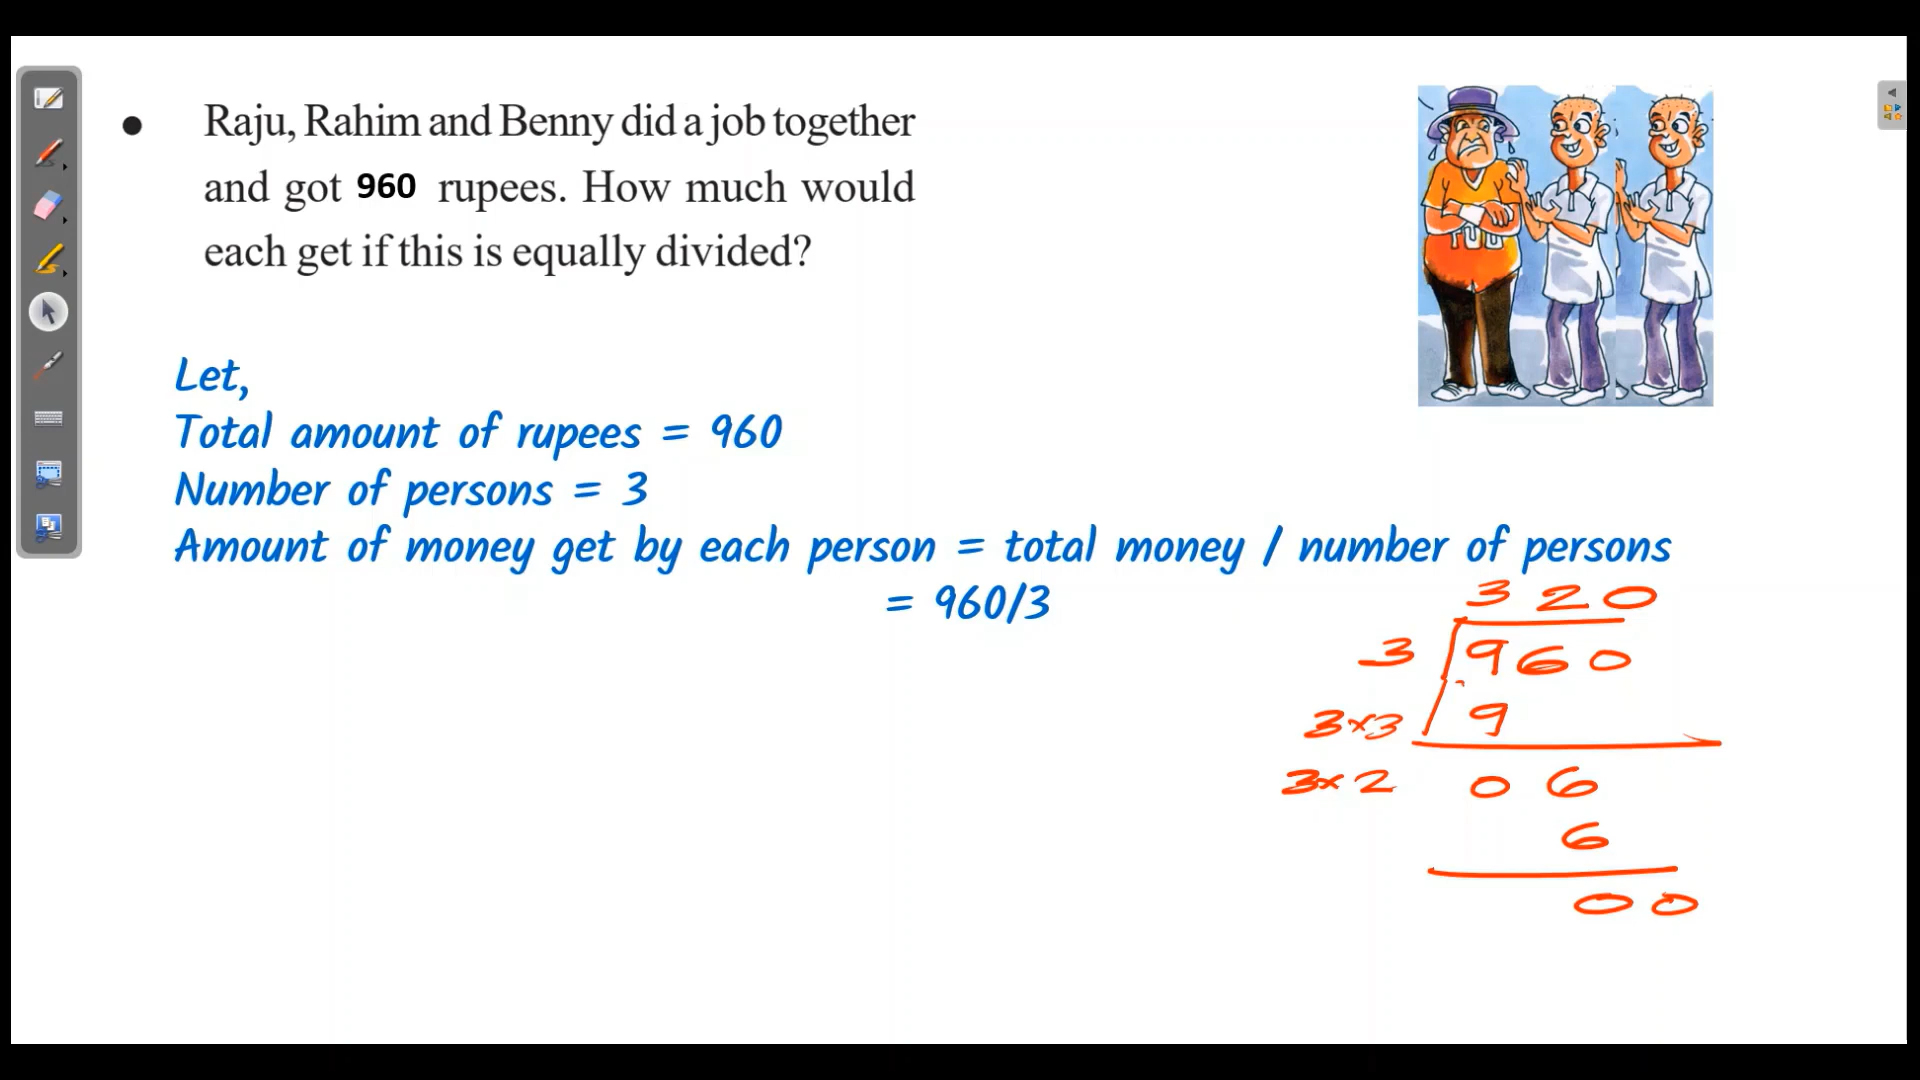 ● Raju, Rahim and Benny did a job together
and got 960 rupees. How much would
each get if this is equally divided?
Let,
Total amount of rupees = 960
Number of persons = 3
Amount of money get by each person = total money / number of persons
= 960/3
320
3 960
3×3 9
3×2 06
6
00